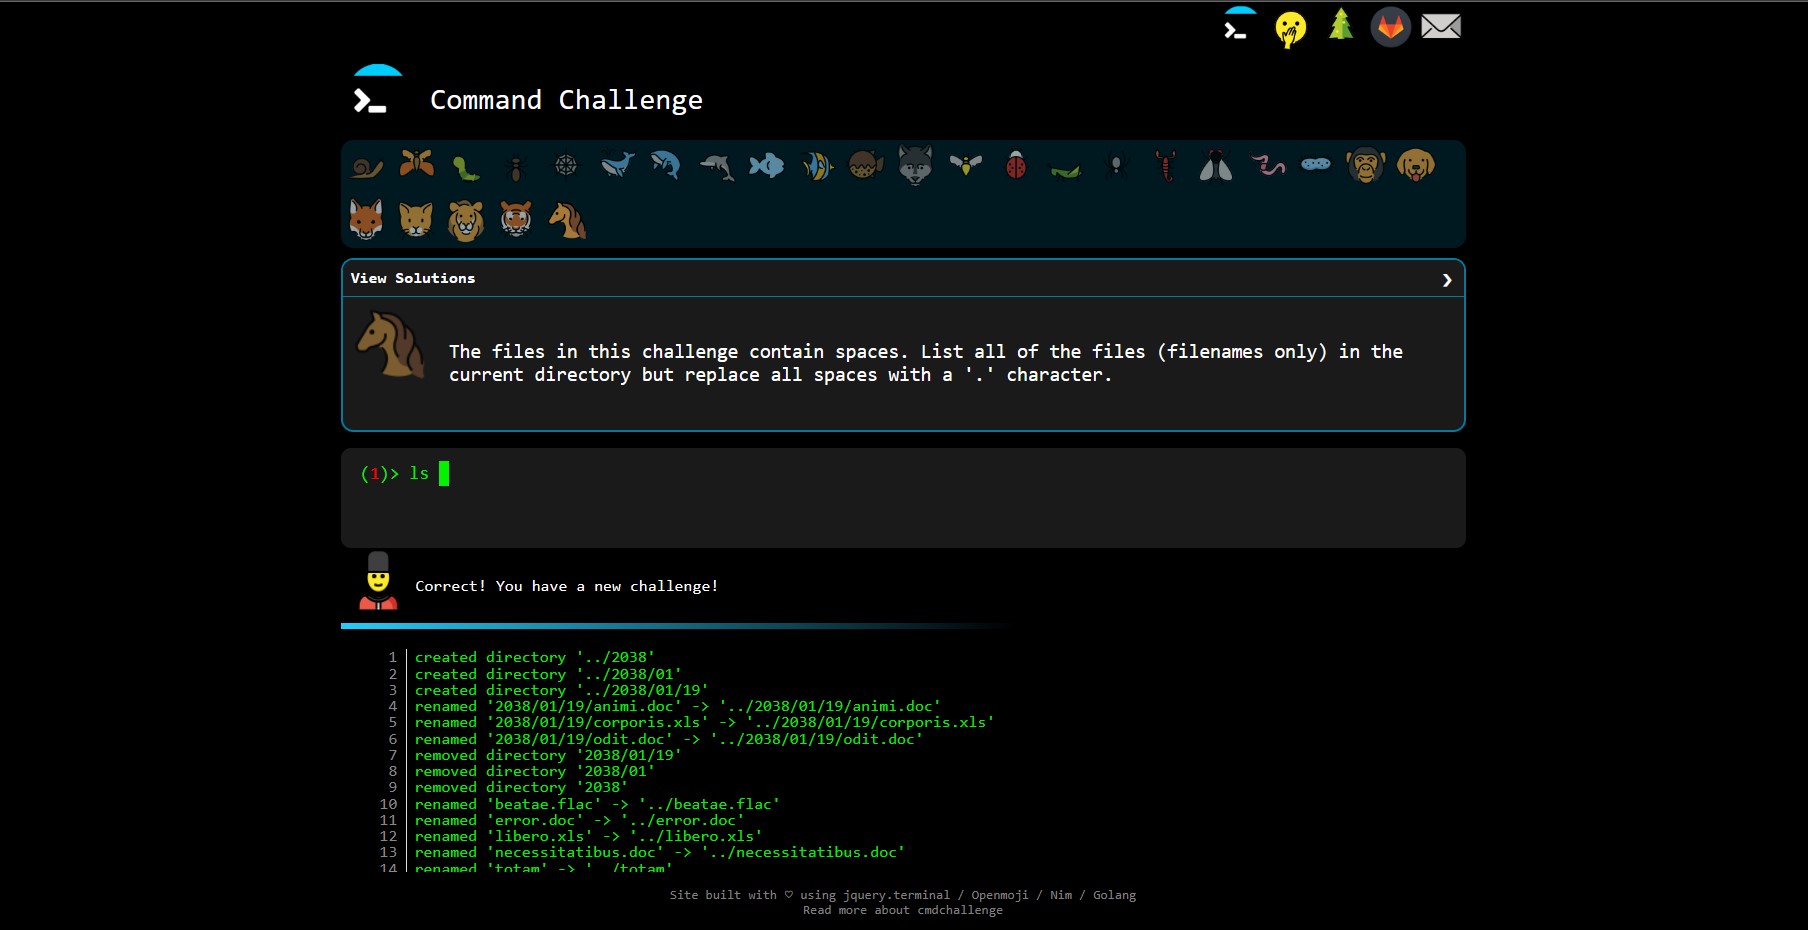 Command Challenge
View Solutions
The files in this challenge contain spaces. List all of the files (filenames only) in the
current directory but replace all spaces with a '.' character.
(1)> ls
Correct! You have a new challenge!
1 created directory '../2038'
2 created directory '../2038/01'
3 created directory '../2038/01/19'
4 renamed '2038/01/19/animi.doc' -> '../2038/01/19/animi.doc'
5 renamed '2038/01/19/corporis.xls' -> '../2038/01/19/corporis.xls'
6 renamed '2038/01/19/odit.doc' -> '../2038/01/19/odit.doc'
7 removed directory '2038/01/19'
8 removed directory '2038/01'
9 removed directory '2038'
10 renamed 'beatae.flac' -> '../beatae.flac'
11 renamed 'error.doc' -> '../error.doc'
12 renamed 'libero.xls' -> '../libero.xls'
13 renamed 'necessitatibus.doc' -> '../necessitatibus.doc'
14 renamed 'totam' -> '../totam'
Site built with ♡ using jquery.terminal / Openmoji / Nim / Golang
Read more about cmdchallenge